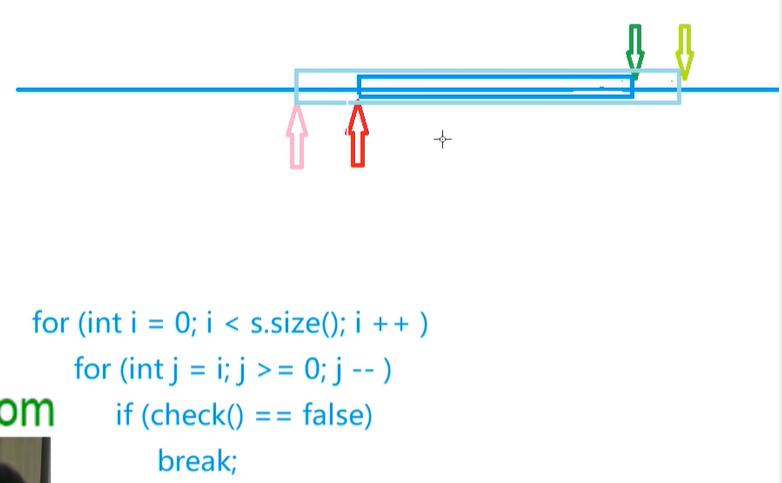 for (int i = 0; i < s.size(); i ++ )
for (int j = i; j >= 0; j -- )
om
if (check() == false)
break;